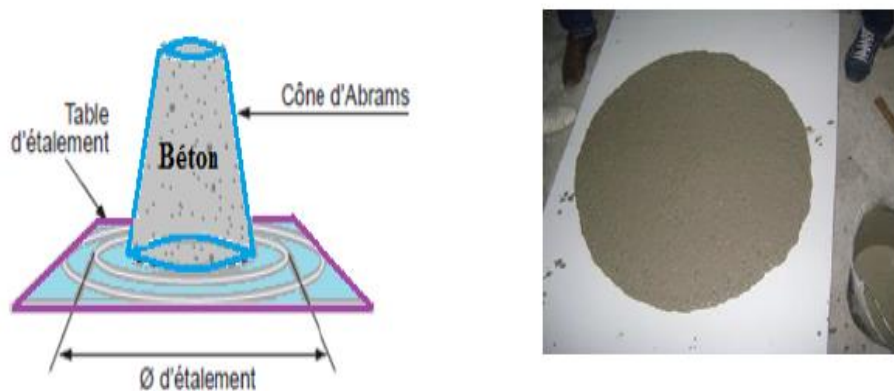 Table
d'étalement
Cône d'Abrams
Béton
Ø d'étalement